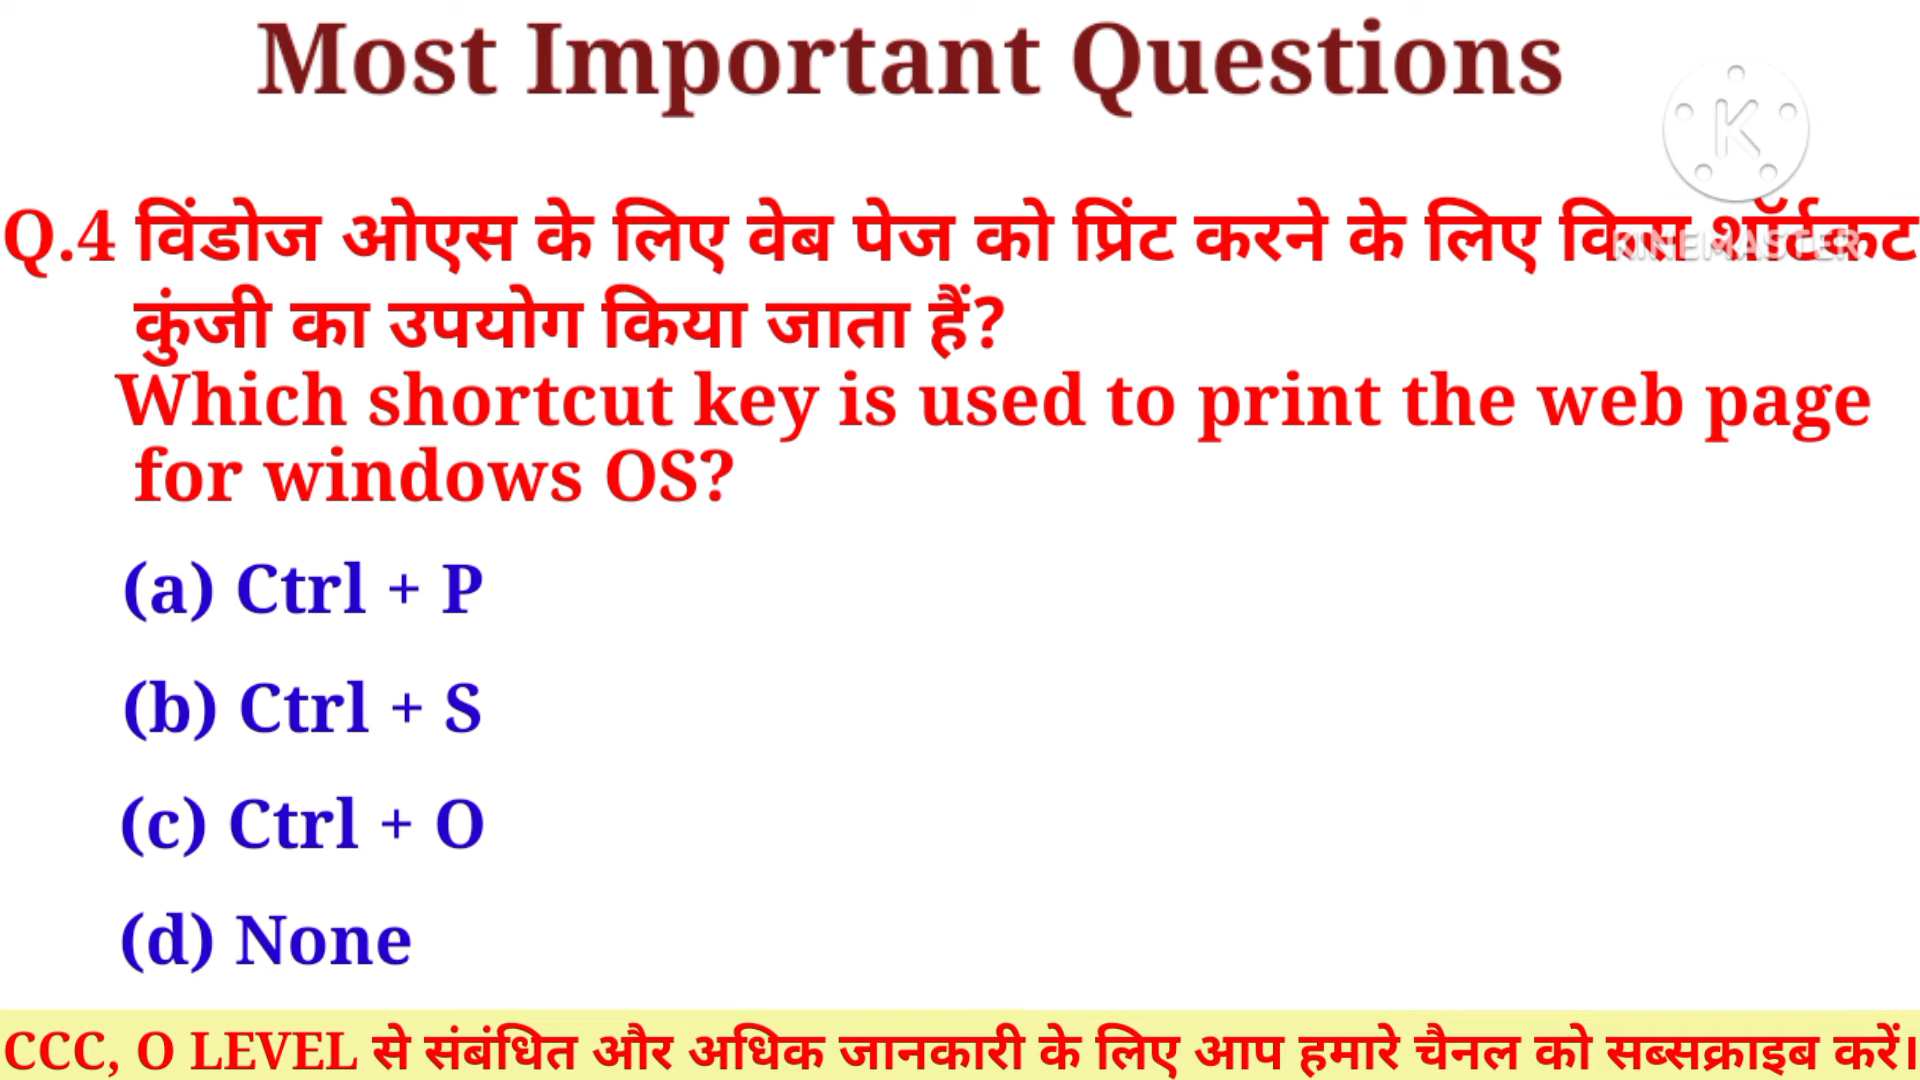 Most Important Questions
K
Q.4 विंडोज ओएस के लिए वेब पेज को प्रिंट करने के लिए किस शॉर्टकट
KINEMASTER
कुंजी का उपयोग किया जाता हैं?
Which shortcut key is used to print the web page
for windows OS?
(a) Ctrl + P
(b) Ctrl + S
(c) Ctrl + O
(d) None
CCC, O LEVEL से संबंधित और अधिक जानकारी के लिए आप हमारे चैनल को सब्सक्राइब करें।